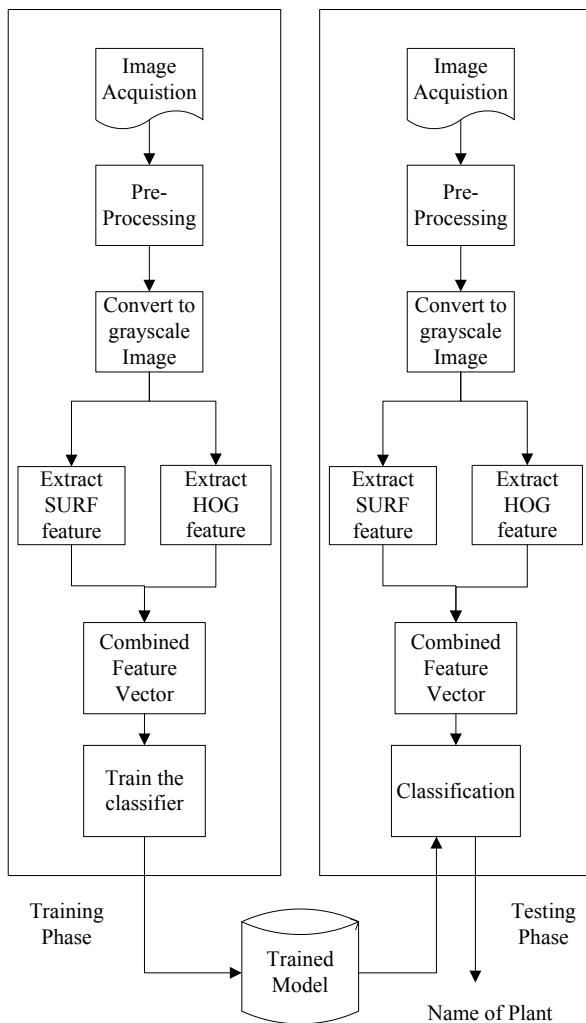 Image
Acquistion
Pre-
Processing
Convert to
grayscale
Image
Extract
SURF
feature
Extract
HOG
feature
Combined
Feature
Vector
Train the
classifier
Training
Phase
Trained
Model
Image
Acquistion
Pre-
Processing
Convert to
grayscale
Image
Extract
SURF
feature
Extract
HOG
feature
Combined
Feature
Vector
Classification
Testing
Phase
Name of Plant